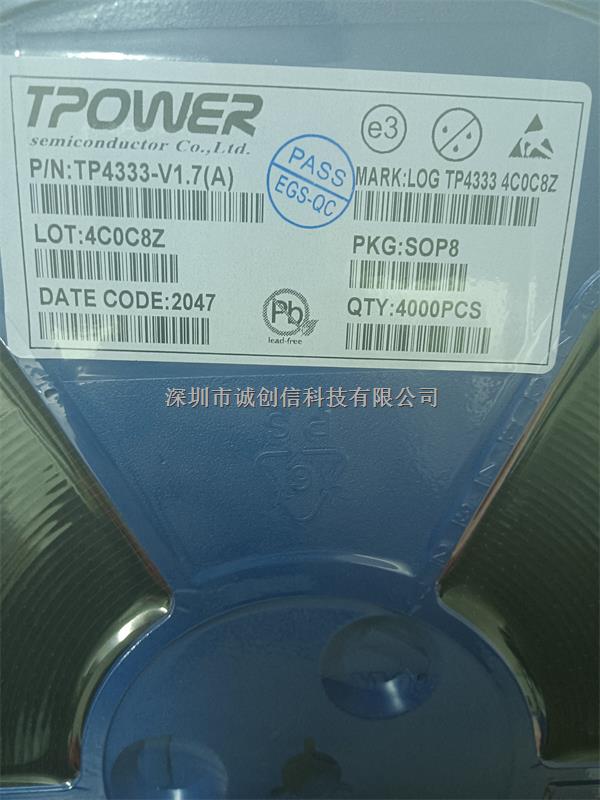 TPOWER
semiconductor Co.,Ltd.
e3
P/N:TP4333-V1.7(A)
PASS
EGS-QC
MARK:LOG TP4333 4C0C8Z
LOT:4C0C8Z
PKG:SOP8
DATE CODE:2047
Pb
lead-free
QTY:4000PCS
深圳市诚创信科技有限公司
PS
6